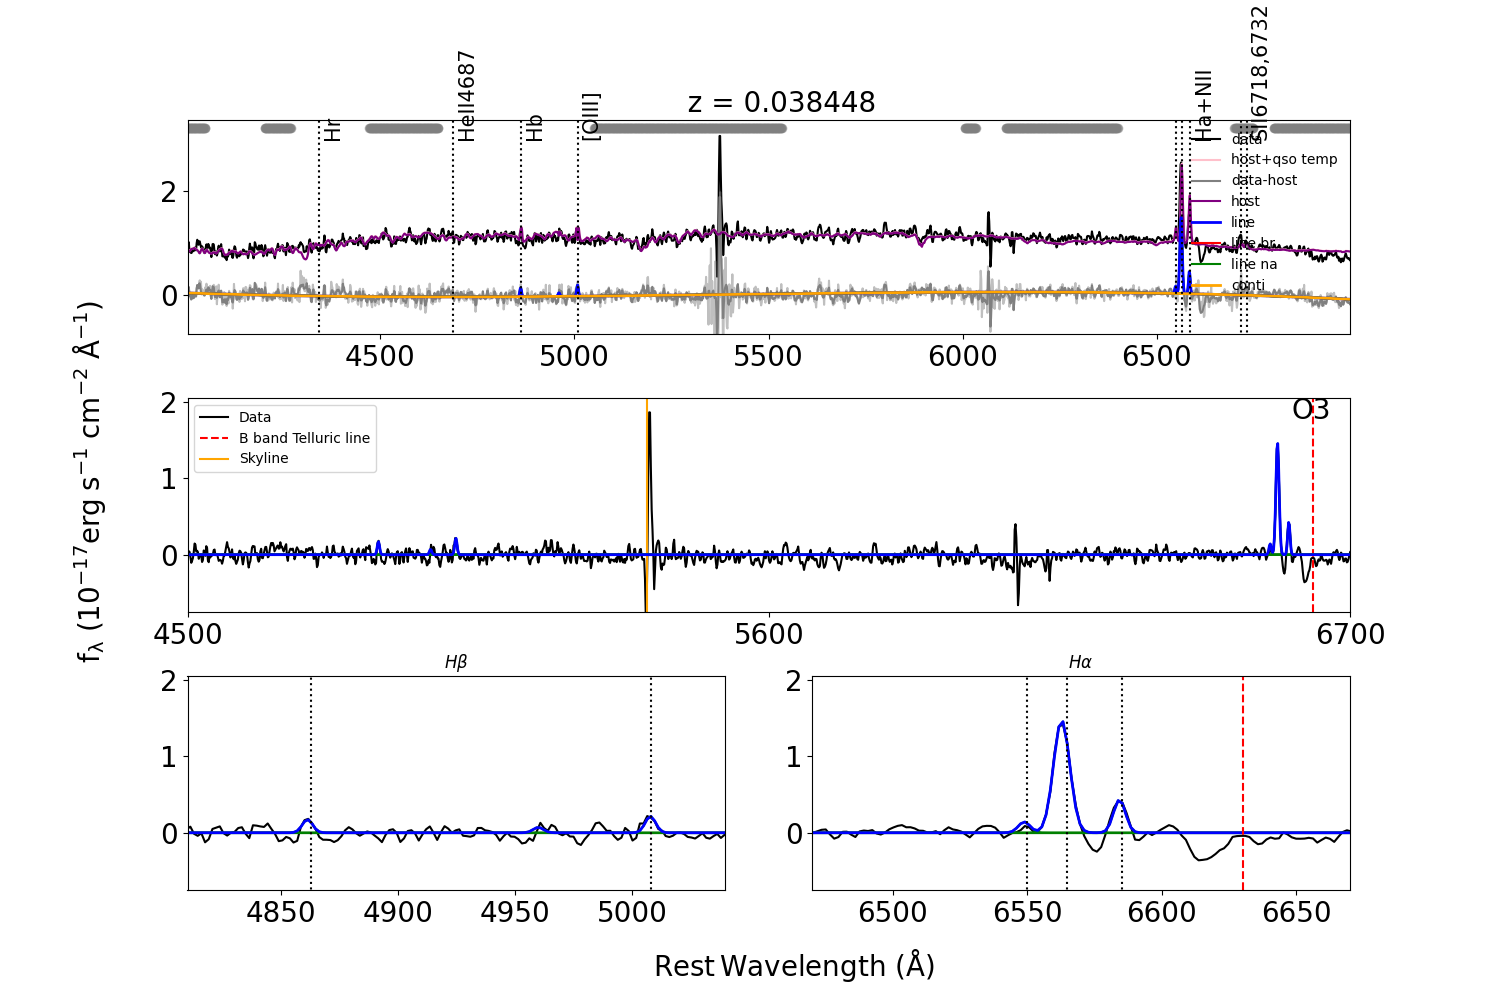 z = 0.038448
Hr
HeII4687
Hb
[OIII]
Ha+NII
SII6718,6732
data
host+qso temp
data-host
host
line
line br
line na
conti
2
0
4500 5000 5500 6000 6500
fλ (10⁻¹⁷erg s⁻¹ cm⁻² Å⁻¹)
Data
B band Telluric line
Skyline
O3
2
1
0
4500 5600 6700
Hβ
2
1
0
4850 4900 4950 5000
Hα
2
1
0
6500 6550 6600 6650
Rest Wavelength (Å)